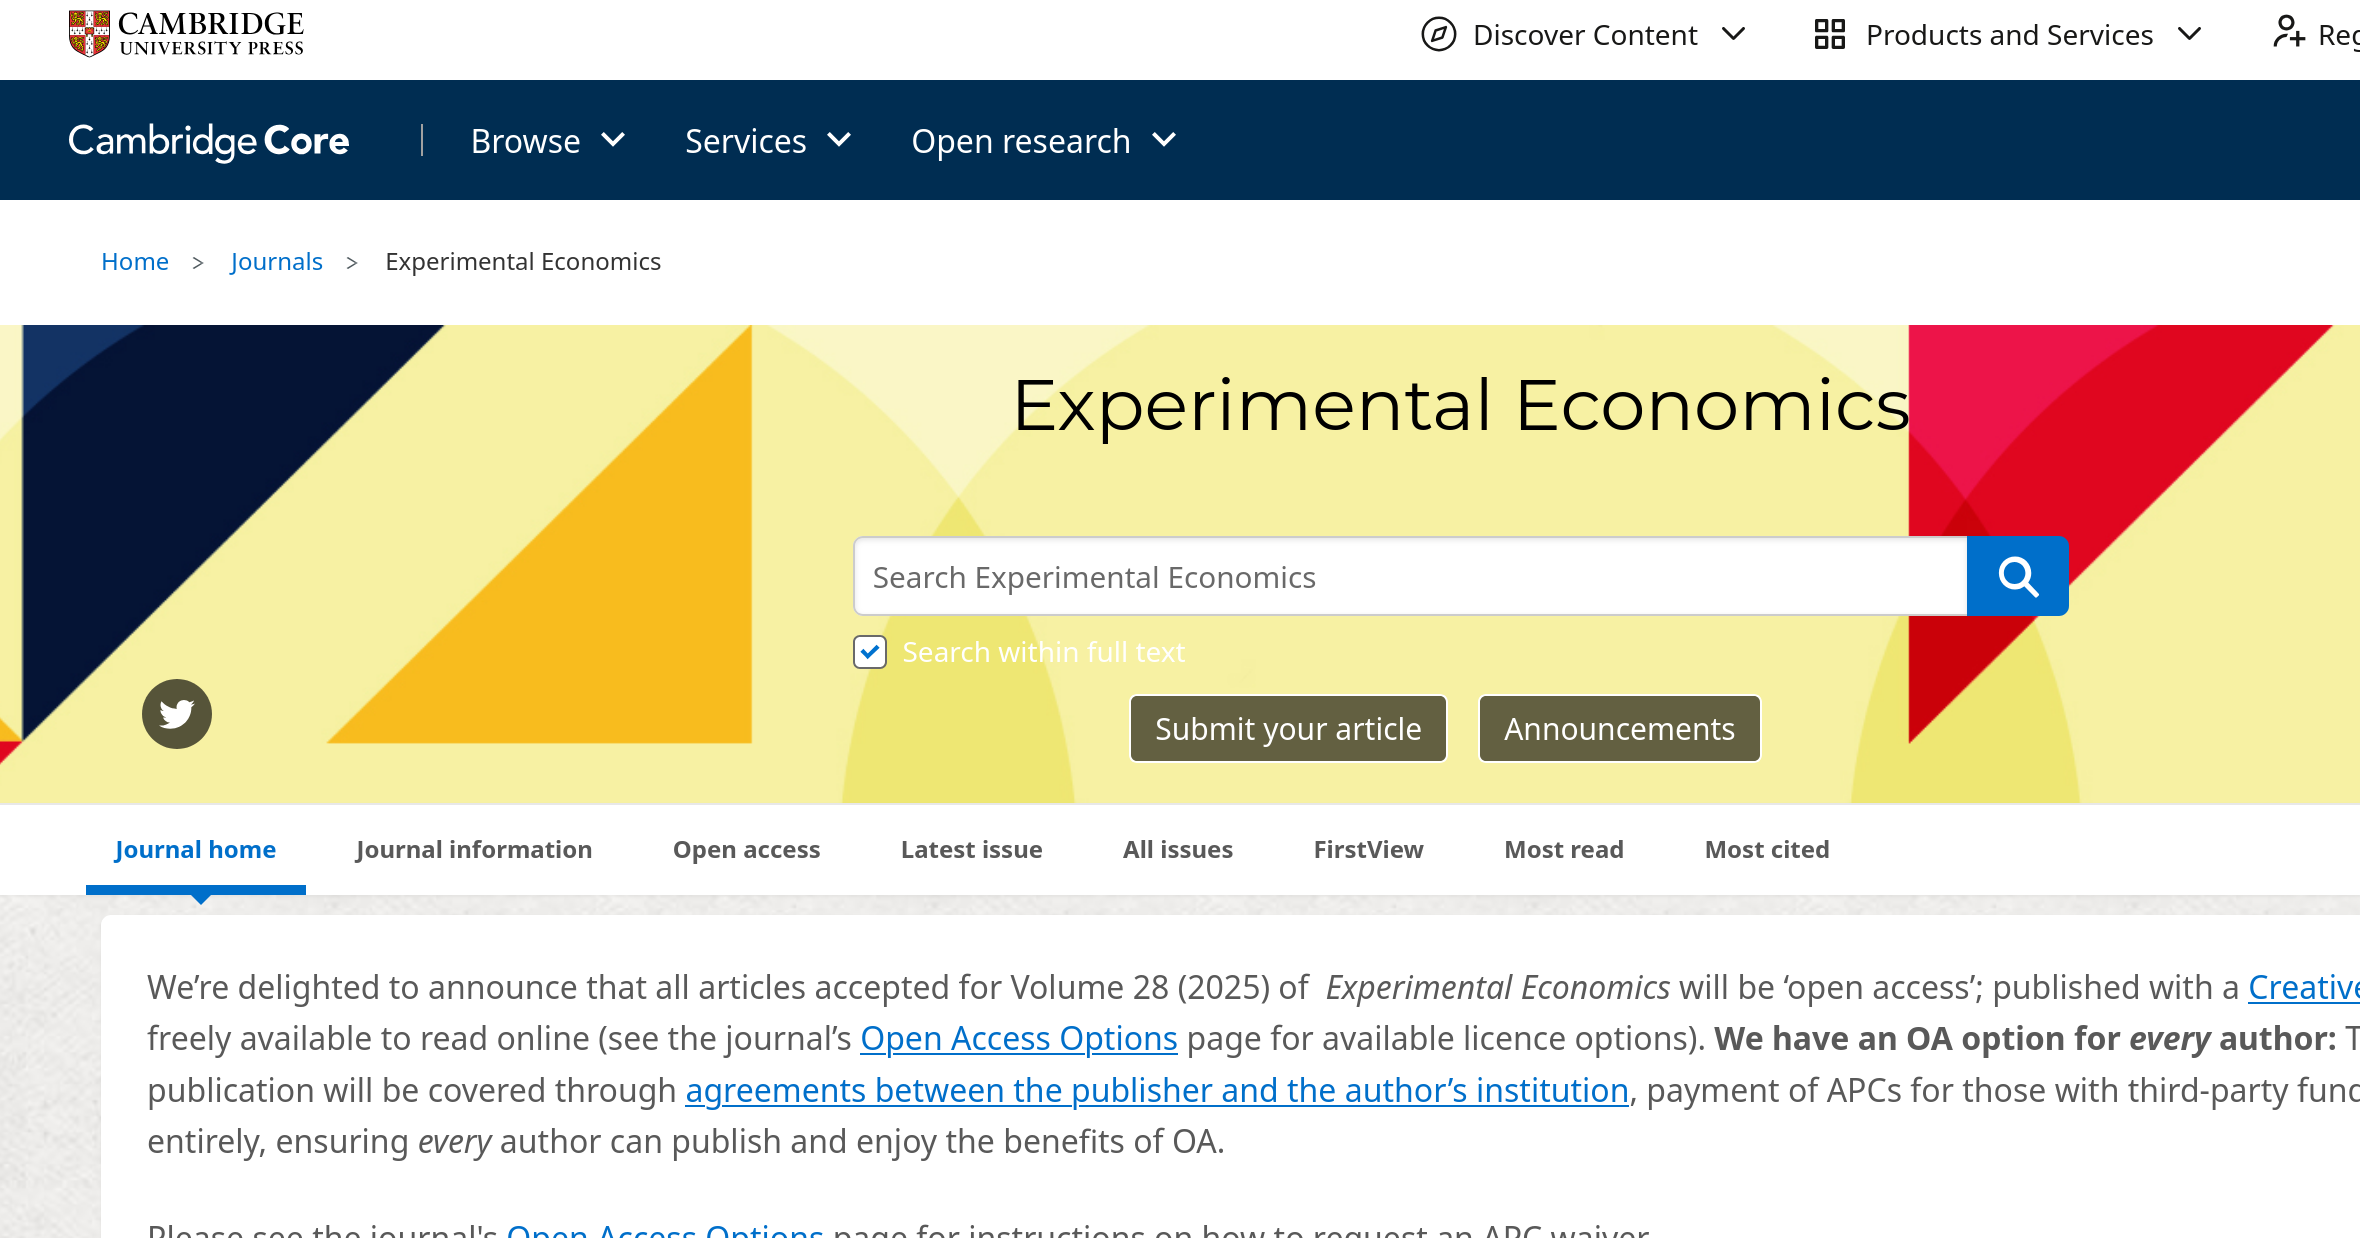 CAMBRIDGE
UNIVERSITY PRESS
Discover Content
Products and Services
Cambridge Core
Browse
Services
Open research
Home > Journals > Experimental Economics
Experimental Economics
Search Experimental Economics
Search within full text
Submit your article
Announcements
Journal home
Journal information
Open access
Latest issue
All issues
FirstView
Most read
Most cited
We’re delighted to announce that all articles accepted for Volume 28 (2025) of Experimental Economics will be ‘open access’; published with a Creative
freely available to read online (see the journal’s Open Access Options page for available licence options). We have an OA option for every author:
publication will be covered through agreements between the publisher and the author’s institution, payment of APCs for those with third-party
entirely, ensuring every author can publish and enjoy the benefits of OA.
Please see the journal's Open Access Options page for instructions on how to request an APC waiver.